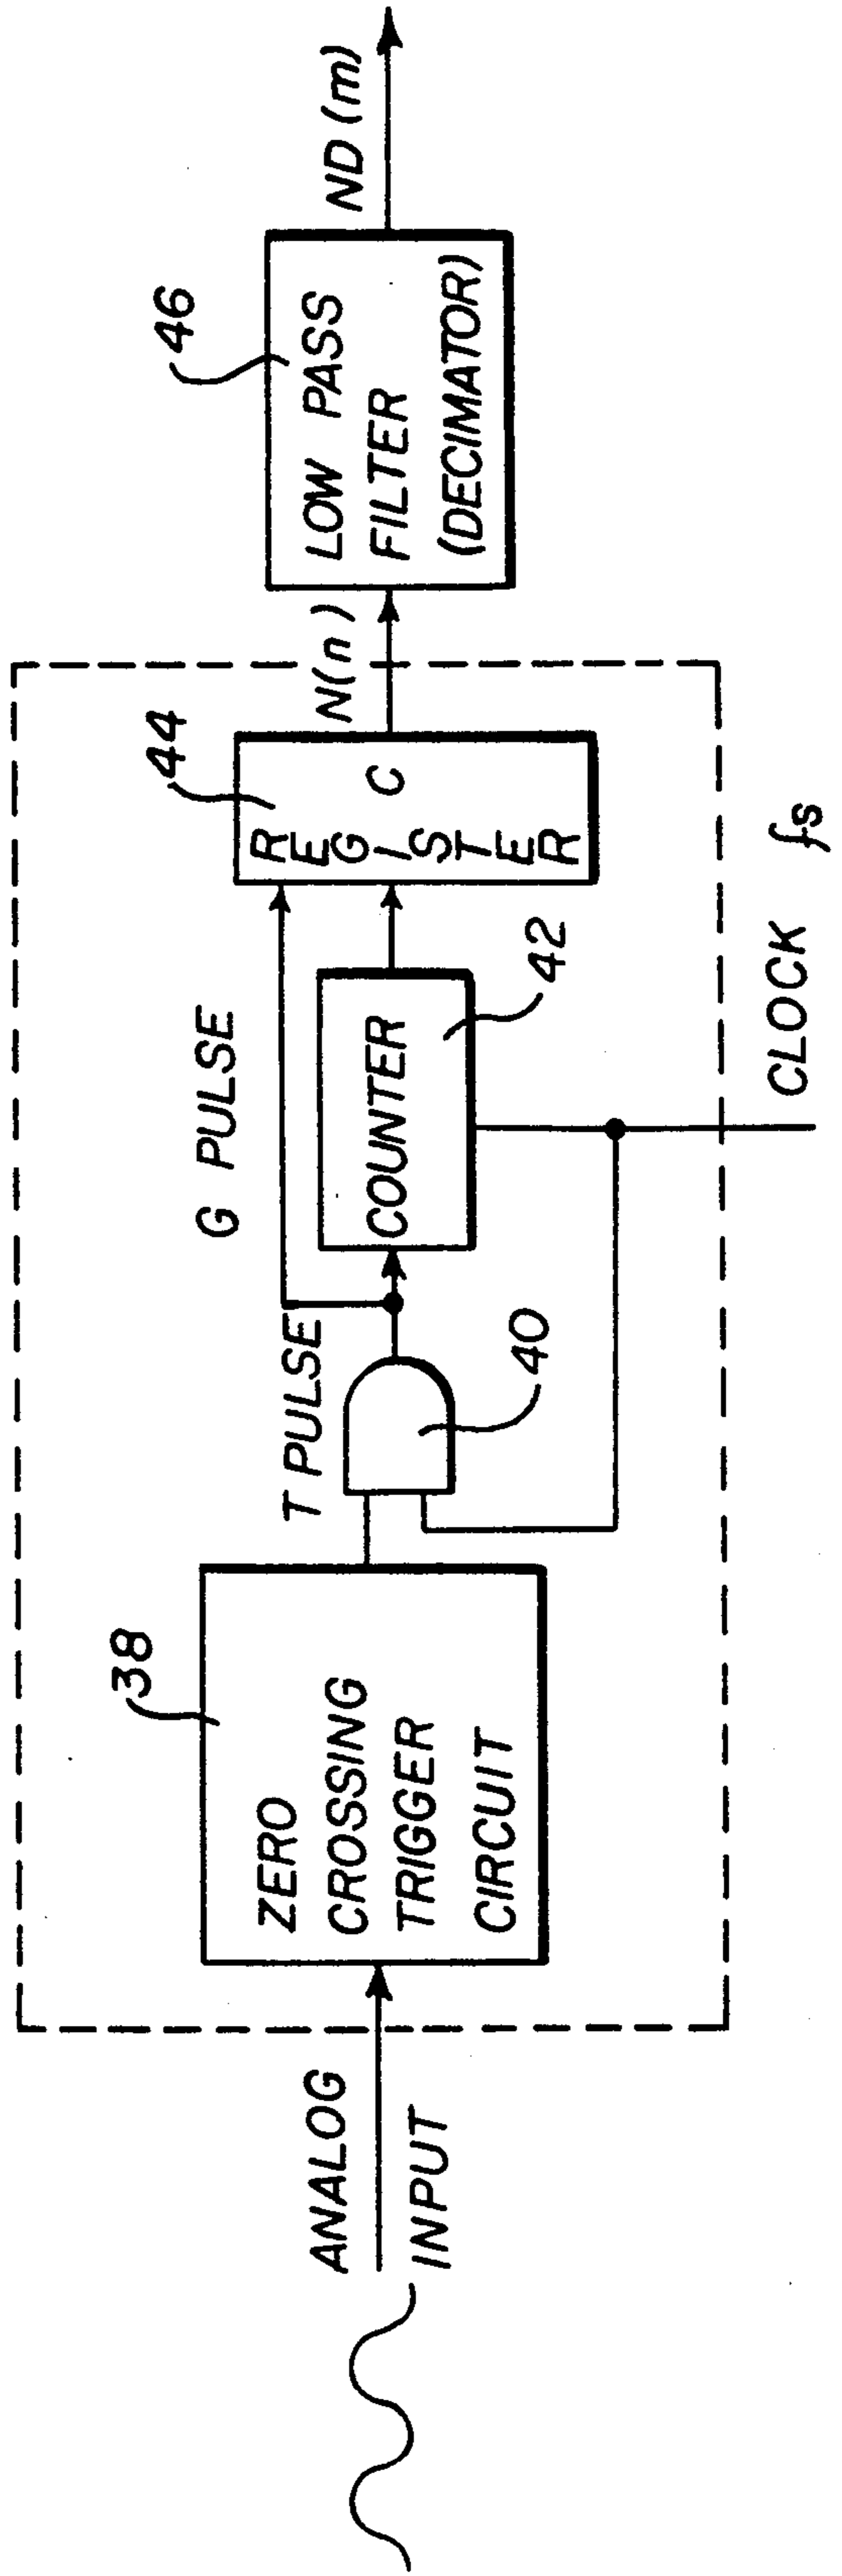 ANALOG
INPUT
38
ZERO
CROSSING
TRIGGER
CIRCUIT
T PULSE
40
G PULSE
COUNTER
42
44
REGISTER
C
N(n)
CLOCK fs
46
LOW PASS
FILTER
(DECIMATOR)
ND (m)